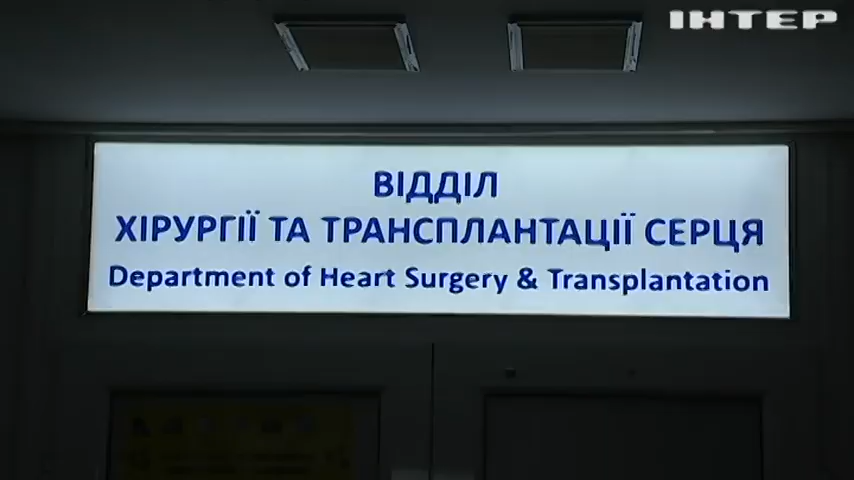 ІНТЕР
ВІДДІЛ
ХІРУРГІЇ ТА ТРАНСПЛАНТАЦІЇ СЕРЦЯ
Department of Heart Surgery & Transplantation